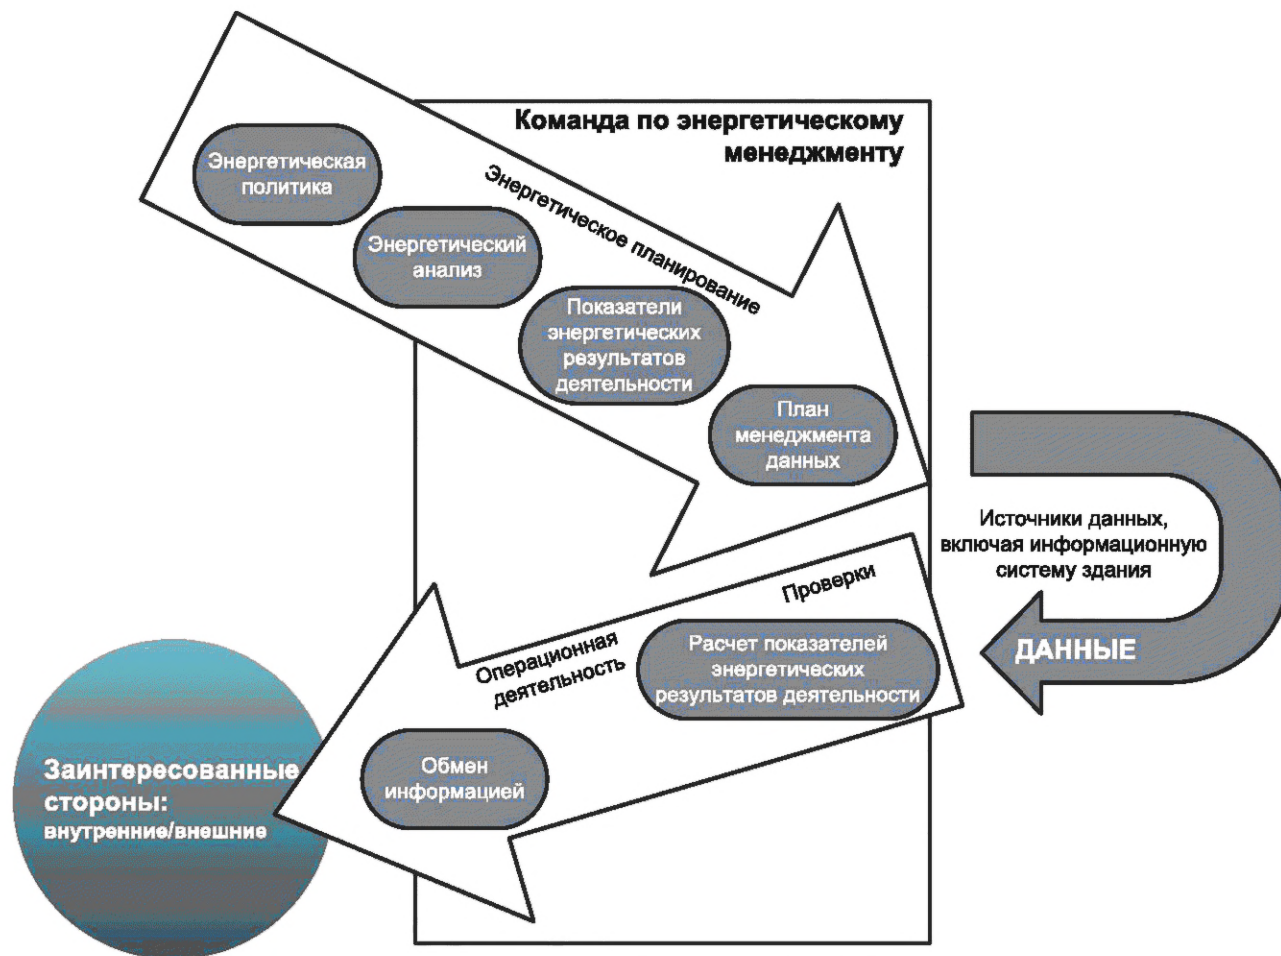 Команда по энергетическому
менеджменту
Энергетическая
политика
Энергетическое планирование
Энергетический
анализ
Показатели
энергетических
результатов
деятельности
План
менеджмента
данных
Источники данных,
включая информационную
систему здания
ДАННЫЕ
Проверки
Расчет показателей
энергетических
результатов деятельности
Операционная
деятельность
Обмен
информацией
Заинтересованные
стороны:
внутренние/внешние